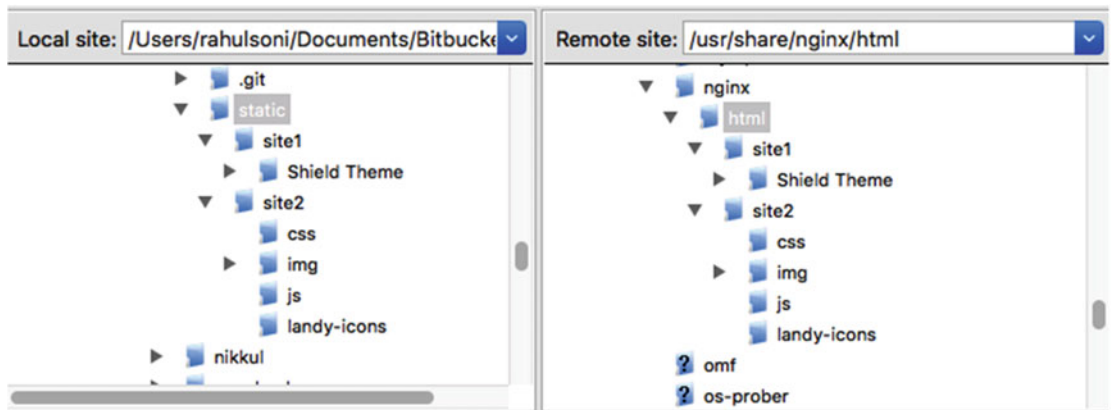 Local site: /Users/rahulsoni/Documents/Bitbucke
.git
static
site1
Shield Theme
site2
css
img
js
landy-icons
nikkul
Remote site: /usr/share/nginx/html
nginx
html
site1
Shield Theme
site2
css
img
js
landy-icons
? omf
? os-prober